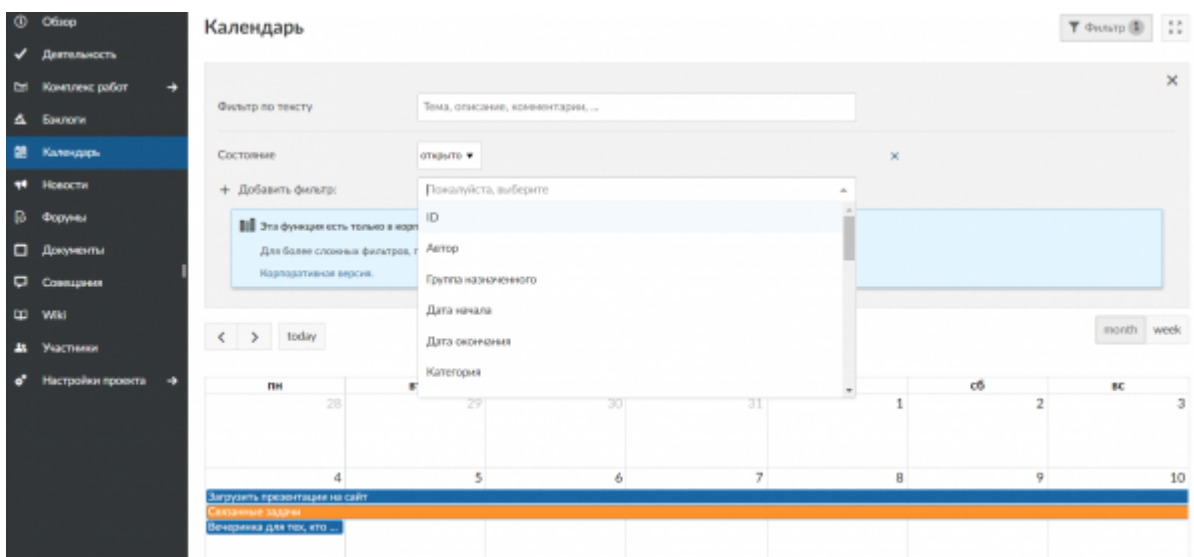 Обзор
Деятельность
Комплекс работ
Бэклоги
Календарь
Новости
Форумы
Документы
Совещания
Wiki
Участники
Настройки проекта
Календарь
Фильтр 1
Фильтр по тексту
Тема, описание, комментарии, ...
Состояние
открыто
Добавить фильтр:
Пожалуйста, выберите
ID
Автор
Группа назначенного
Дата начала
Дата окончания
Категория
Эта функция есть только в корп
Для более сложных фильтров, п
Корпоративная версия.
today
month week
пн вт сб вс
28 29 30 31 1 2 3
4 5 6 7 8 9 10
Загрузить презентации на сайт
Связанные задачи
Вечеринка для тех, кто ...